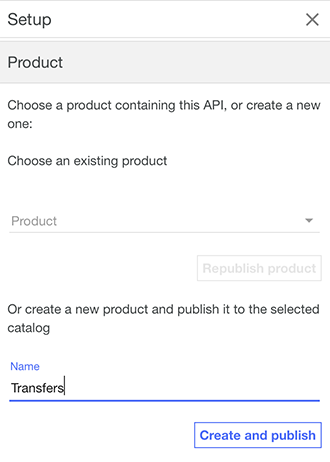 Setup
Product
Choose a product containing this API, or create a new
one:
Choose an existing product
Product
Republish product
Or create a new product and publish it to the selected
catalog
Name
Transfers
Create and publish